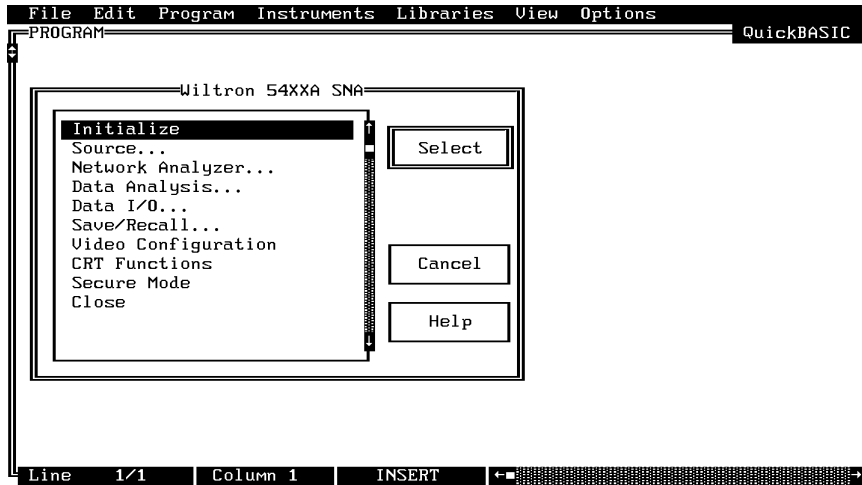 File Edit Program Instruments Libraries View Options
PROGRAM
QuickBASIC
Wiltron 54XXA SNA
Initialize
Source...
Network Analyzer...
Data Analysis...
Data I/O...
Save/Recall...
Video Configuration
CRT Functions
Secure Mode
Close
Select
Cancel
Help
Line 1/1 Column 1 INSERT